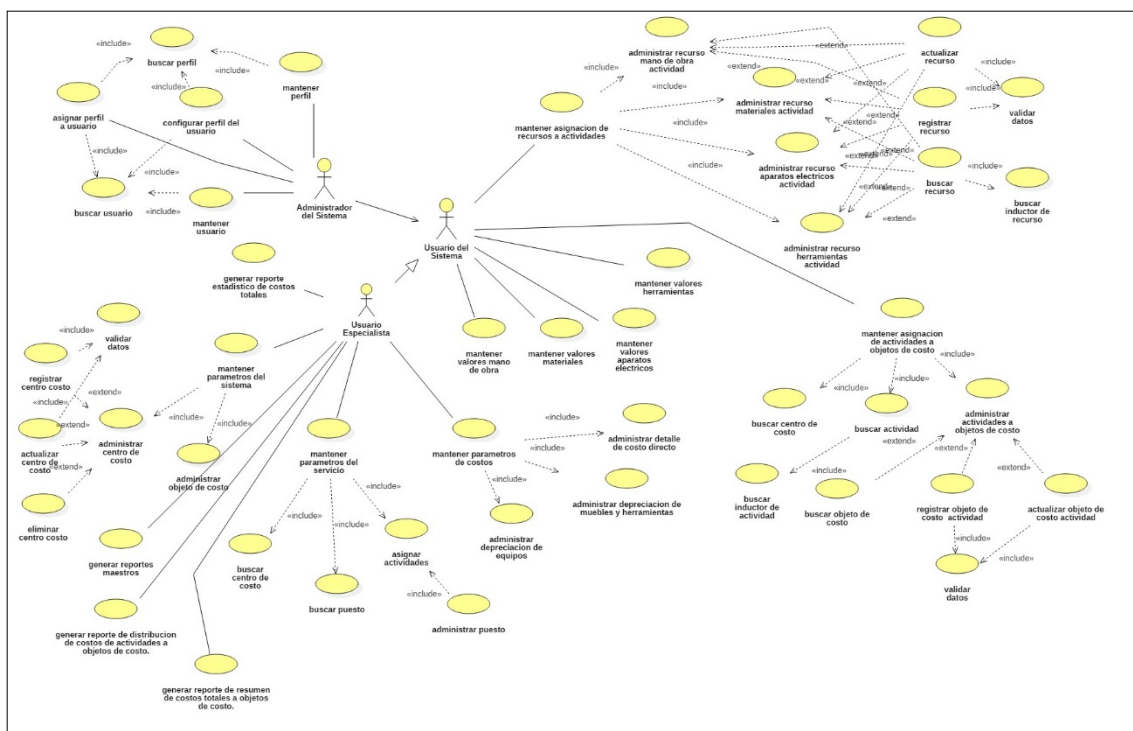 «include»
buscar perfil
«include»
mantener
perfil
«include»
asignar perfil
a usuario
configurar perfil del
usuario
«include»
«include»
buscar usuario
«include»
mantener
usuario
Administrador
del Sistema
administrar recurso
mano de obra
actividad
«include»
mantener asignacion de
recursos a actividades
«include»
«include»
«include»
administrar recurso
materiales actividad
administrar recurso
aparatos electricos
actividad
administrar recurso
herramientas
actividad
actualizar
recurso
«extend»
«extend»
«extend»
«include»
«include»
validar
datos
registrar
recurso
«extend»
«extend»
«extend»
«extend»
«extend»
buscar
recurso
«include»
buscar
inductor de recurso
Usuario del
Sistema
generar reporte
estadistico de costos
totales
Usuario
Especialista
mantener valores
herramientas
mantener
valores mano
de obra
mantener valores
materiales
mantener
valores
aparatos
electricos
«include»
validar
datos
registrar
centro costo
«include»
«extend»
mantener
parametros del
sistema
actualizar
centro de
costo
«extend»
administrar
centro de
costo
«include»
«include»
administrar
objeto de costo
«extend»
eliminar
centro costo
generar reportes
maestros
generar reporte de distribucion
de costos de actividades a
objetos de costo.
generar reporte de resumen
de costos totales a objetos
de costo.
mantener
parametros del
servicio
«include»
«include»
«include»
buscar
centro de
costo
buscar puesto
asignar
actividades
«include»
administrar puesto
mantener parametros
de costos
«include»
administrar detalle
de costo directo
«include»
administrar depreciacion de
muebles y herramientas
«include»
administrar
depreciacion de
equipos
mantener asignacion
de actividades a
objetos de costo
«include»
«include»
«include»
buscar centro de
costo
buscar actividad
administrar
actividades a
objetos de costo
«include»
buscar
inductor de
actividad
«extend»
buscar objeto de
costo
«extend»
«extend»
registrar objeto de
costo actividad
actualizar objeto de
costo actividad
«include»
«include»
validar
datos